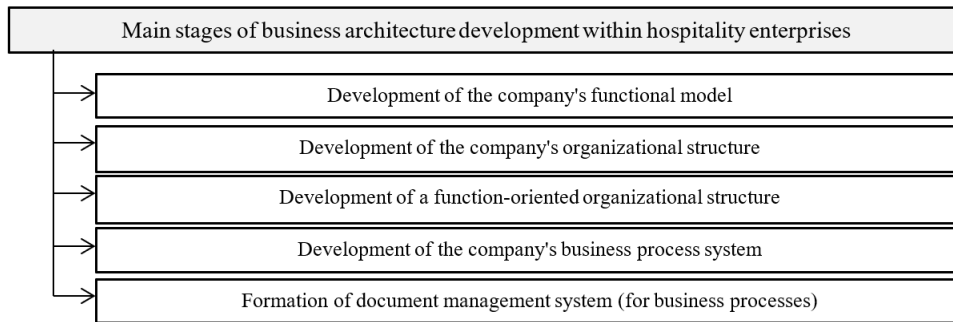 Main stages of business architecture development within hospitality enterprises
Development of the company's functional model
Development of the company's organizational structure
Development of a function-oriented organizational structure
Development of the company's business process system
Formation of document management system (for business processes)